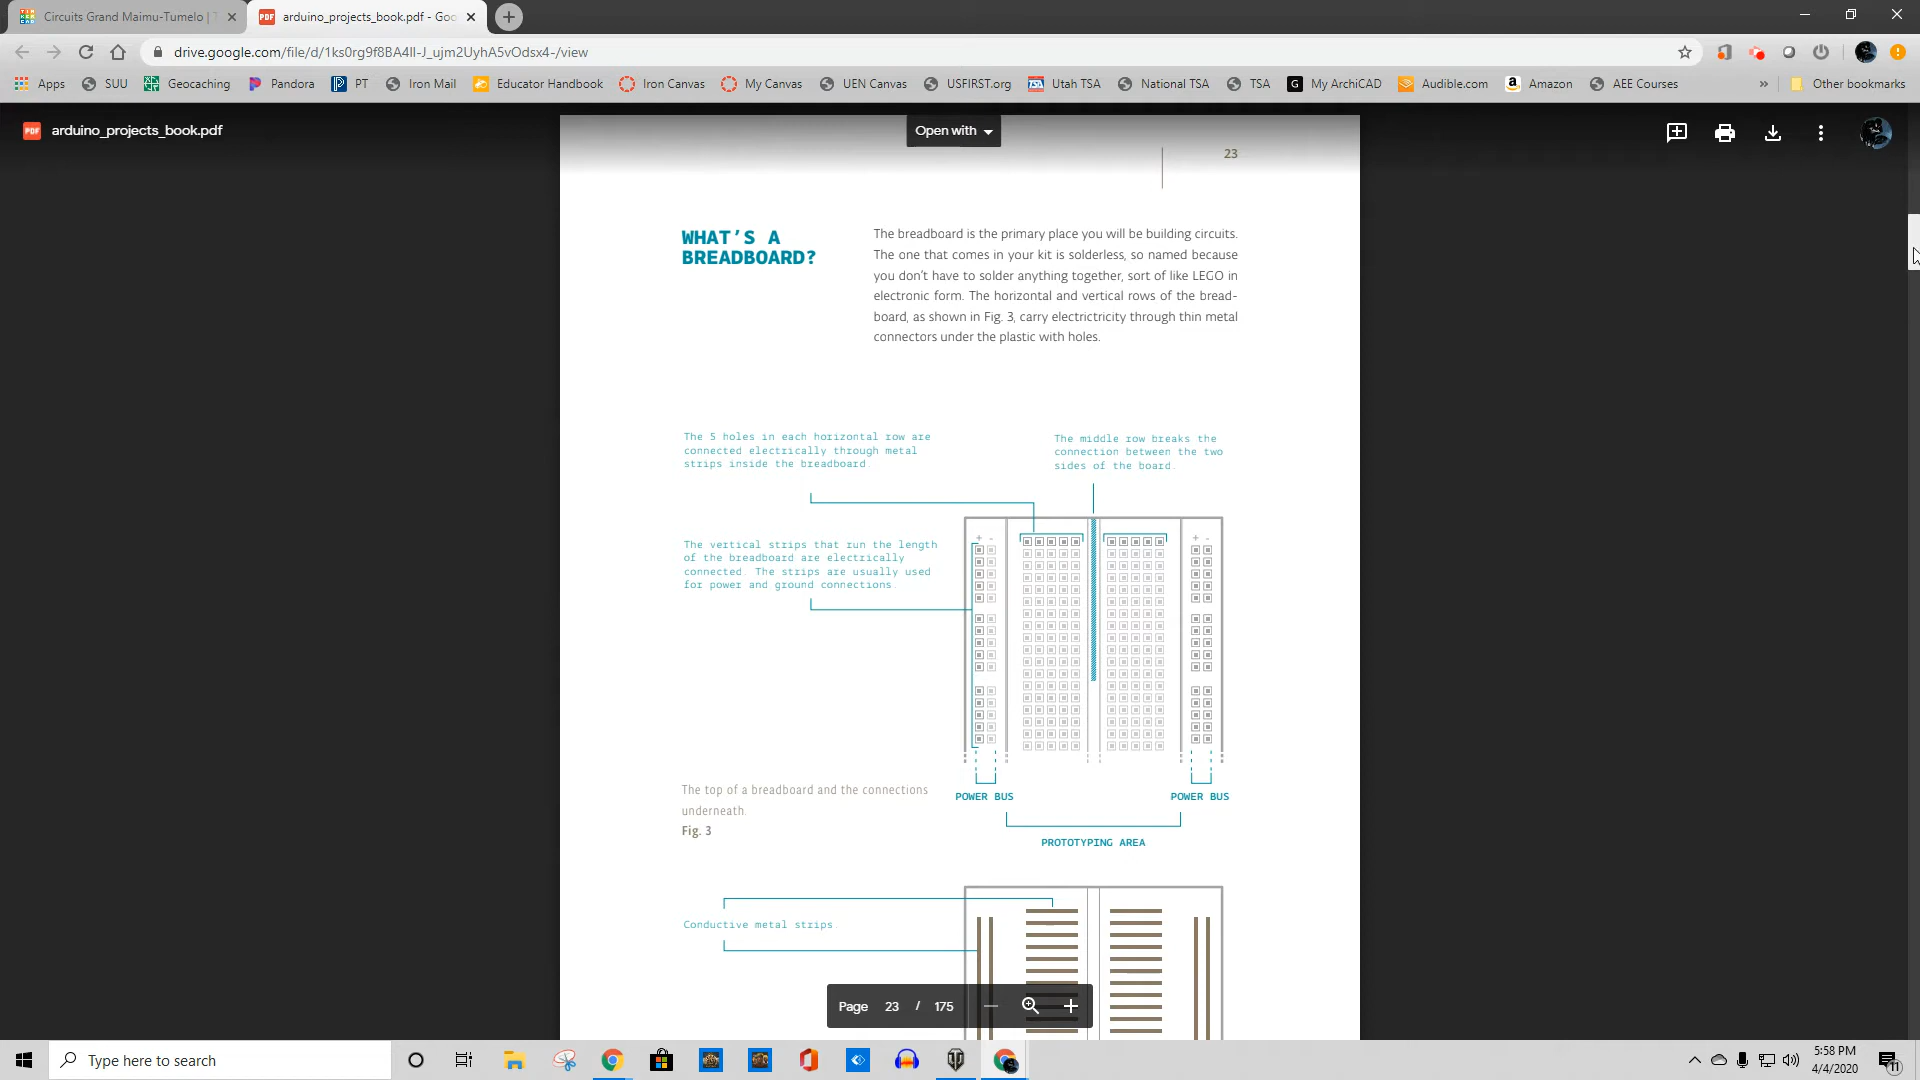 Circuits Grand Maimu-Tumelo | T
arduino_projects_book.pdf - Goo
drive.google.com/file/d/1ks0rg9f8BA4Il-J_ujm2UyhA5vOdsx4-/view
Apps
SUU
Geocaching
Pandora
PT
Iron Mail
Educator Handbook
Iron Canvas
My Canvas
UEN Canvas
USFIRST.org
Utah TSA
National TSA
TSA
My ArchiCAD
Audible.com
Amazon
AEE Courses
»
Other bookmarks
PDF
arduino_projects_book.pdf
Open with
23
WHAT'S A
BREADBOARD?
The breadboard is the primary place you will be building circuits.
The one that comes in your kit is solderless, so named because
you don't have to solder anything together, sort of like LEGO in
electronic form. The horizontal and vertical rows of the bread-
board, as shown in Fig. 3, carry electrictricity through thin metal
connectors under the plastic with holes.
The 5 holes in each horizontal row are
connected electrically through metal
strips inside the breadboard.
The middle row breaks the
connection between the two
sides of the board.
The vertical strips that run the length
of the breadboard are electrically
connected. The strips are usually used
for power and ground connections.
+ -
+ -
The top of a breadboard and the connections
underneath.
Fig. 3
POWER BUS
POWER BUS
PROTOTYPING AREA
Conductive metal strips.
Page 23 / 175
Type here to search
5:58 PM
4/4/2020
11